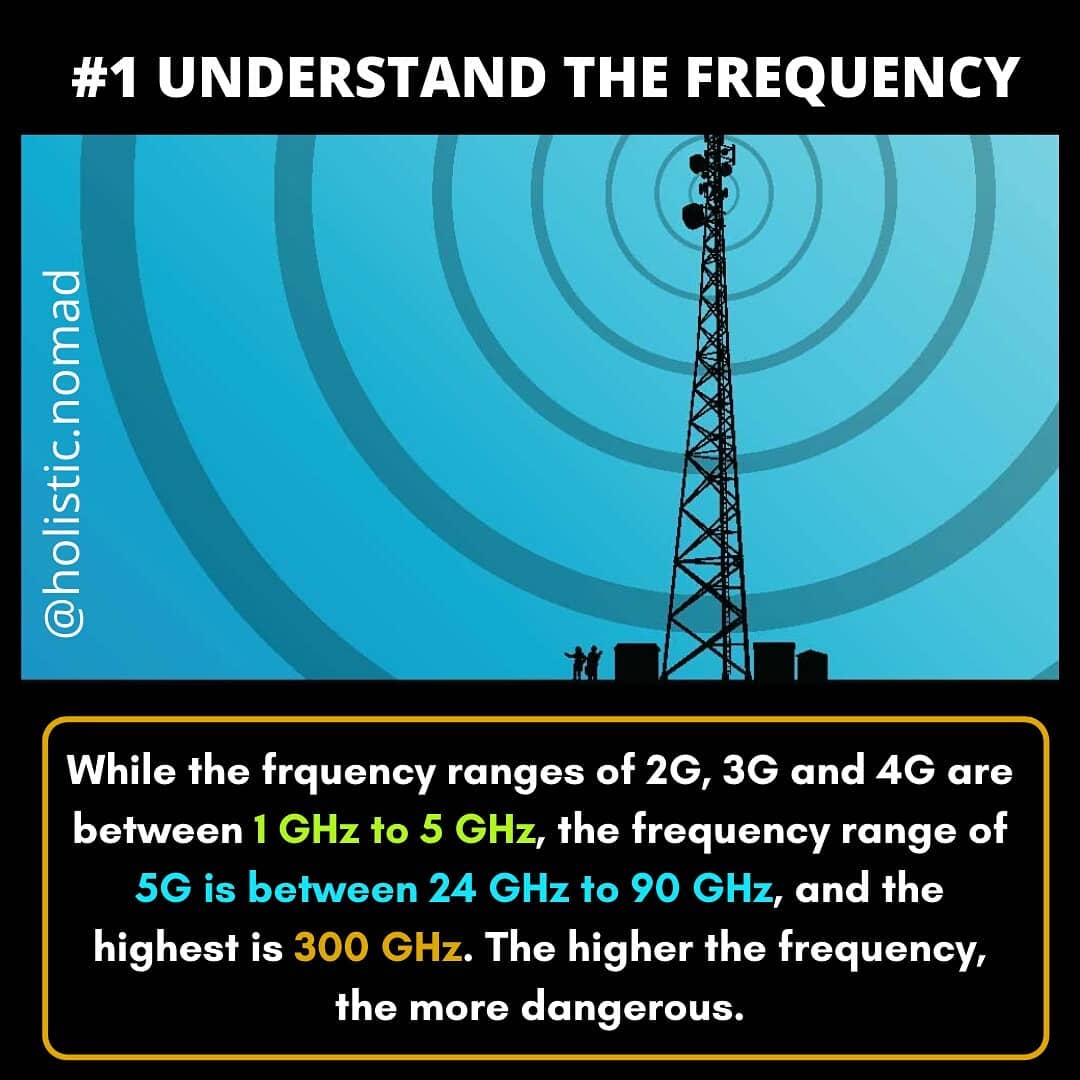 #1 UNDERSTAND THE FREQUENCY
@holistic.nomad
While the frquency ranges of 2G, 3G and 4G are
between 1 GHz to 5 GHz, the frequency range of
5G is between 24 GHz to 90 GHz, and the
highest is 300 GHz. The higher the frequency,
the more dangerous.